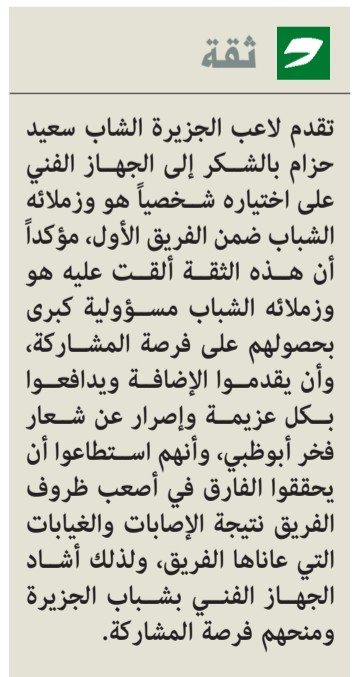 ثقة
تقدم لاعب الجزيرة الشاب سعيد
حزام بالشكر إلى الجهاز الفني
على اختياره شخصياً هو وزملائه
الشباب ضمن الفريق الأول، مؤكداً
أن هذه الثقة ألقت عليه هو
وزملائه الشباب مسؤولية كبرى
بحصولهم على فرصة المشاركة،
وأن يقدموا الإضافة ويدافعوا
بكل عزيمة وإصرار عن شعار
فخر أبوظبي، وأنهم استطاعوا أن
يحققوا الفارق في أصعب ظروف
الفريق نتيجة الإصابات والغيابات
التي عاناها الفريق، ولذلك أشاد
الجهاز الفني بشباب الجزيرة
ومنحهم فرصة المشاركة.